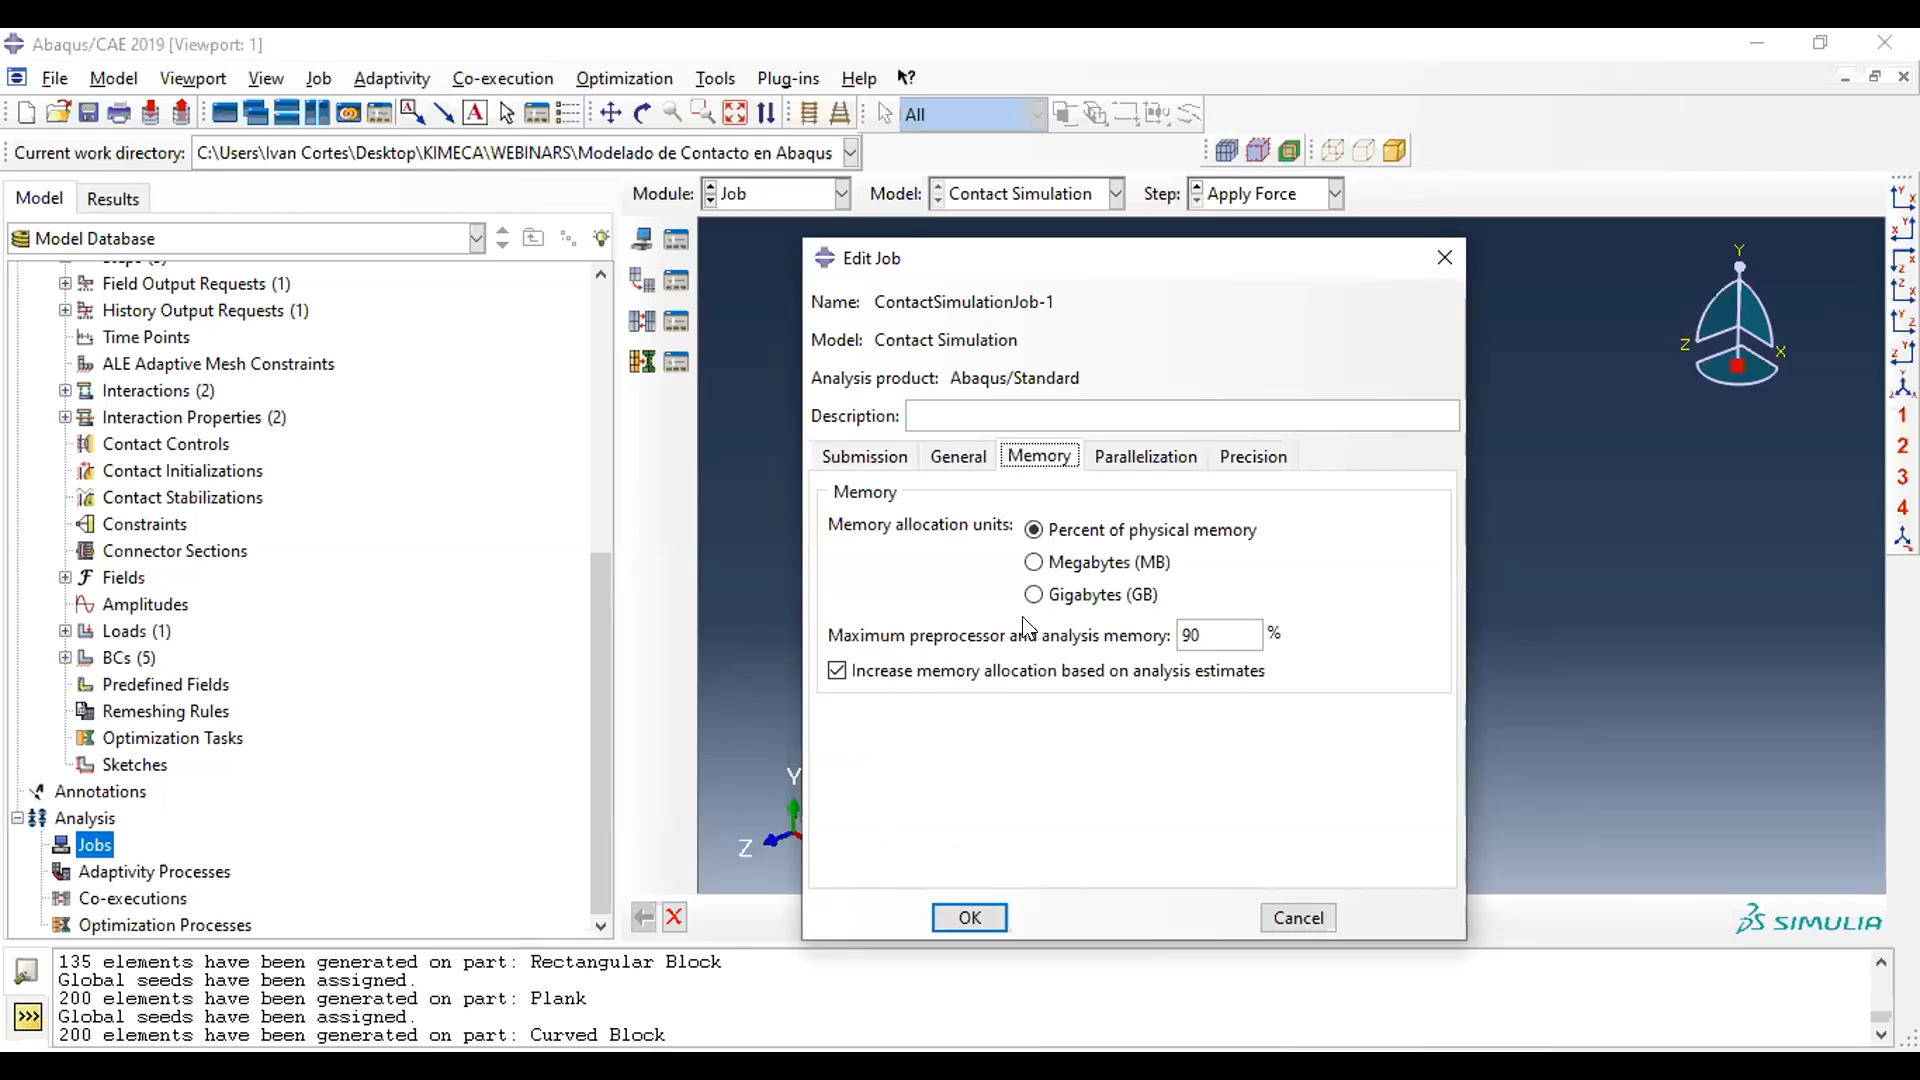 Abaqus/CAE 2019 [Viewport: 1]
File Model Viewport View Job Adaptivity Co-execution Optimization Tools Plug-ins Help
All
Current work directory: C:\Users\Ivan Cortes\Desktop\KIMECA\WEBINARS\Modelado de Contacto en Abaqus
Model Results
Module: Job Model: Contact Simulation Step: Apply Force
Model Database
Field Output Requests (1)
History Output Requests (1)
Time Points
ALE Adaptive Mesh Constraints
Interactions (2)
Interaction Properties (2)
Contact Controls
Contact Initializations
Contact Stabilizations
Constraints
Connector Sections
Fields
Amplitudes
Loads (1)
BCs (5)
Predefined Fields
Remeshing Rules
Optimization Tasks
Sketches
Annotations
Analysis
Jobs
Adaptivity Processes
Co-executions
Optimization Processes
Edit Job
Name: ContactSimulationJob-1
Model: Contact Simulation
Analysis product: Abaqus/Standard
Description:
Submission General Memory Parallelization Precision
Memory
Memory allocation units: Percent of physical memory
Megabytes (MB)
Gigabytes (GB)
Maximum preprocessor and analysis memory: 90 %
Increase memory allocation based on analysis estimates
OK Cancel
Y
Z X
Y
Z
1
2
3
4
SIMULIA
135 elements have been generated on part: Rectangular Block
Global seeds have been assigned.
200 elements have been generated on part: Plank
Global seeds have been assigned.
200 elements have been generated on part: Curved Block